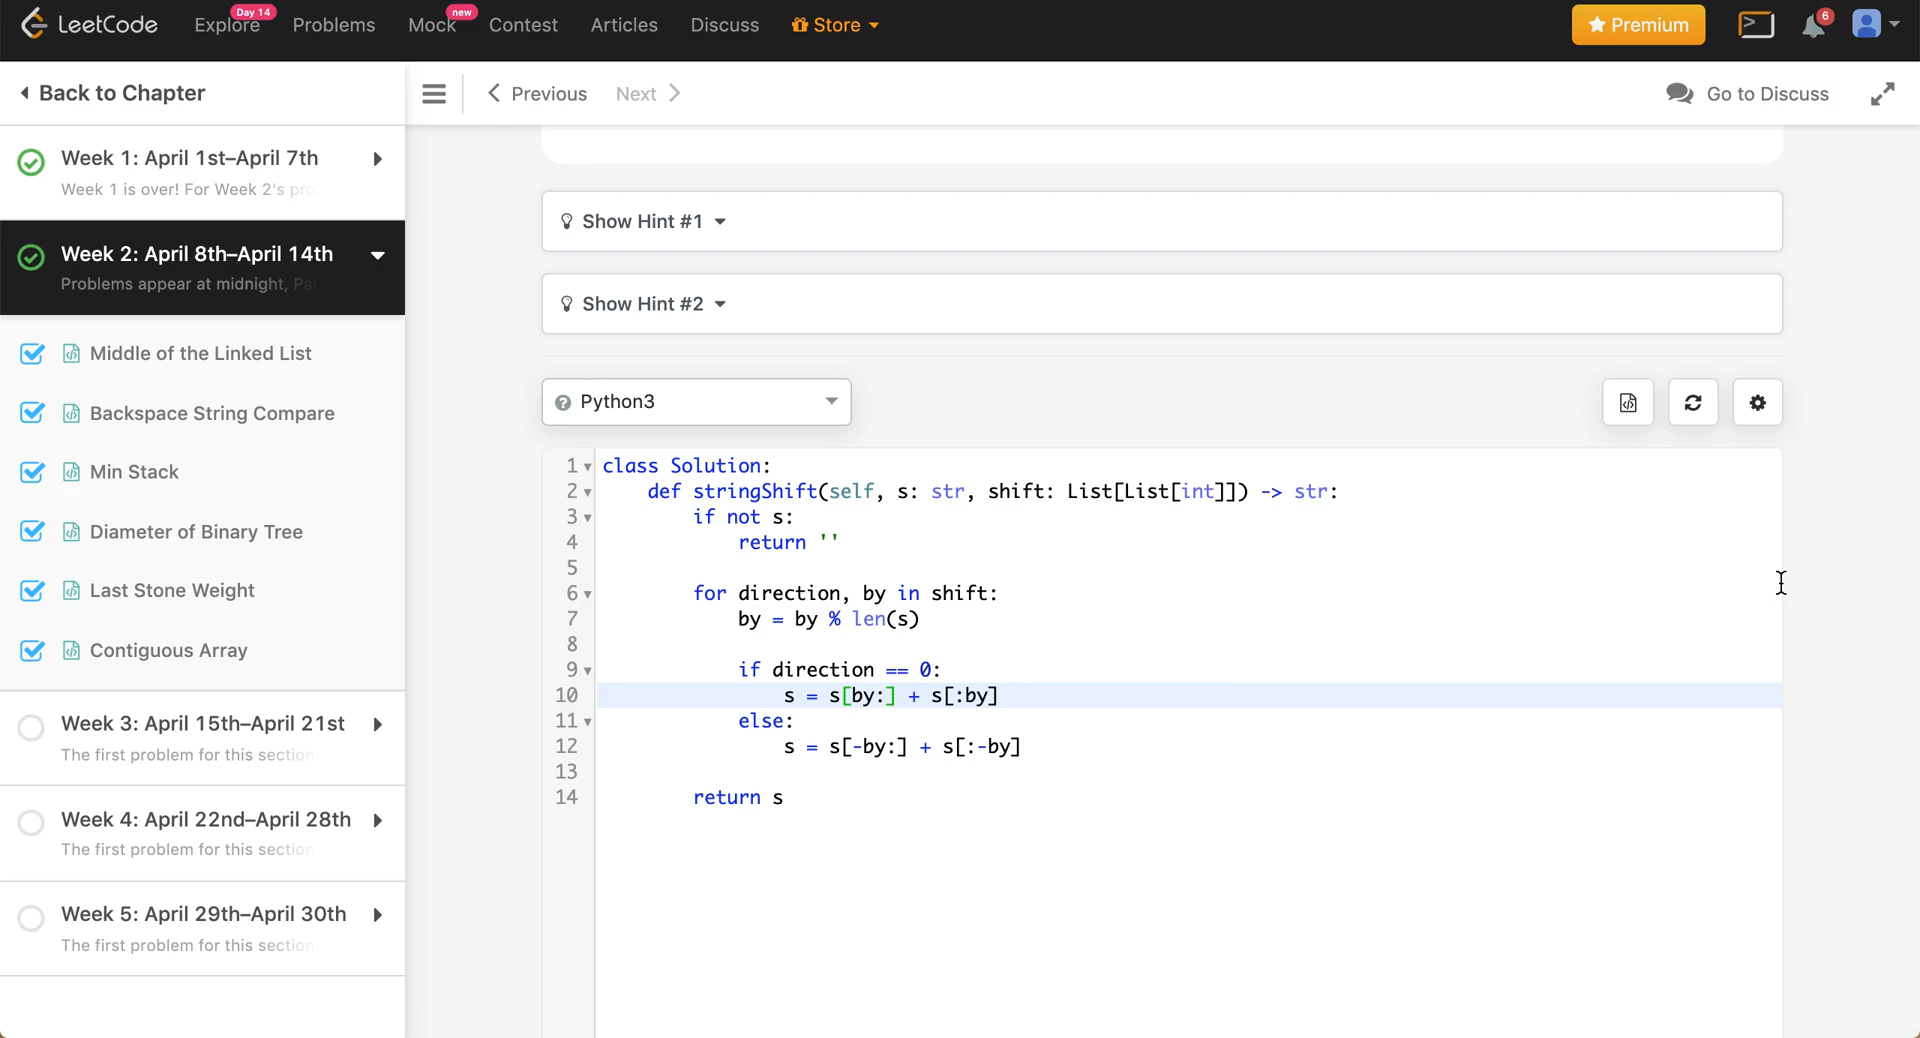 LeetCode
Explore
Day 14
Problems
Mock
new
Contest
Articles
Discuss
Store
Premium
6
Back to Chapter
Previous
Next
Go to Discuss
Week 1: April 1st–April 7th
Week 1 is over! For Week 2's pro
Week 2: April 8th–April 14th
Problems appear at midnight, Pac
Middle of the Linked List
Backspace String Compare
Min Stack
Diameter of Binary Tree
Last Stone Weight
Contiguous Array
Week 3: April 15th–April 21st
The first problem for this section
Week 4: April 22nd–April 28th
The first problem for this section
Week 5: April 29th–April 30th
The first problem for this section
Show Hint #1
Show Hint #2
Python3
1 class Solution:
2     def stringShift(self, s: str, shift: List[List[int]]) -> str:
3         if not s:
4             return ''
5
6         for direction, by in shift:
7             by = by % len(s)
8
9             if direction == 0:
10                 s = s[by:] + s[:by]
11             else:
12                 s = s[-by:] + s[:-by]
13
14         return s